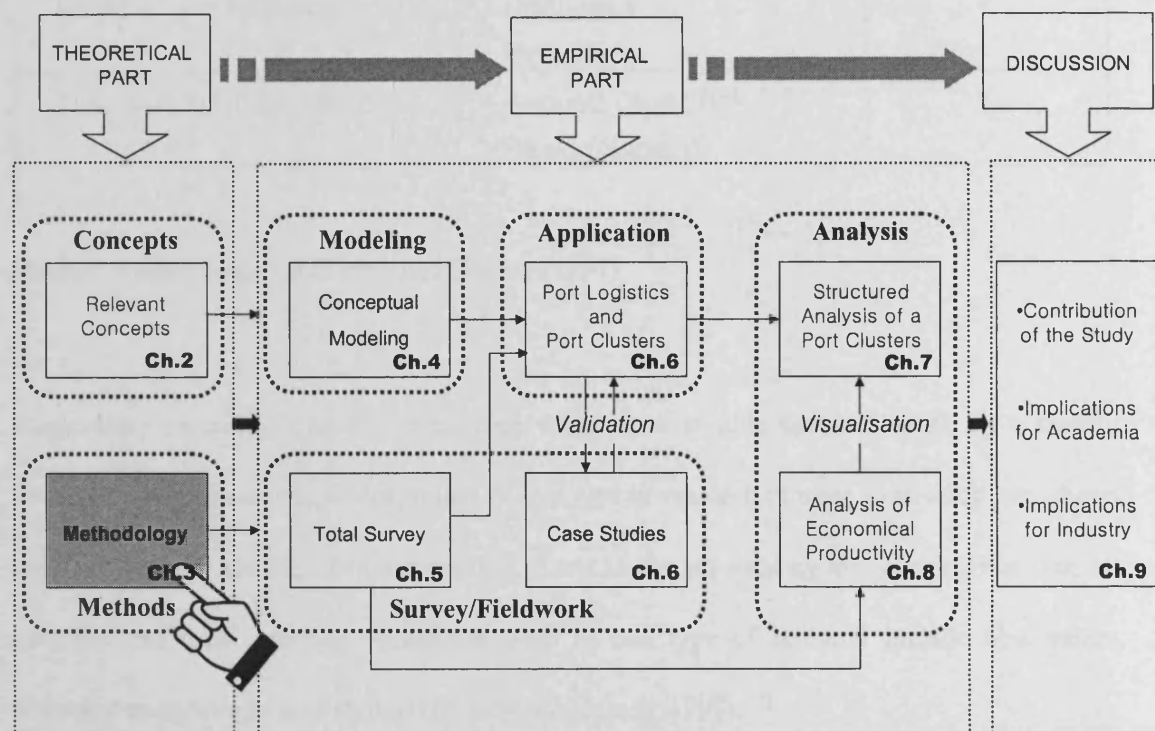 THEORETICAL
PART
EMPIRICAL
PART
DISCUSSION
Concepts
Relevant
Concepts
Ch.2
Modeling
Conceptual
Modeling
Ch.4
Application
Port Logistics
and
Port Clusters
Ch.6
Analysis
Structured
Analysis of a
Port Clusters
Ch.7
Validation
Visualisation
Methodology
Ch.3
Methods
Total Survey
Ch.5
Case Studies
Ch.6
Survey/Fieldwork
Analysis of
Economical
Productivity
Ch.8
•Contribution
of the Study
•Implications
for Academia
•Implications
for Industry
Ch.9